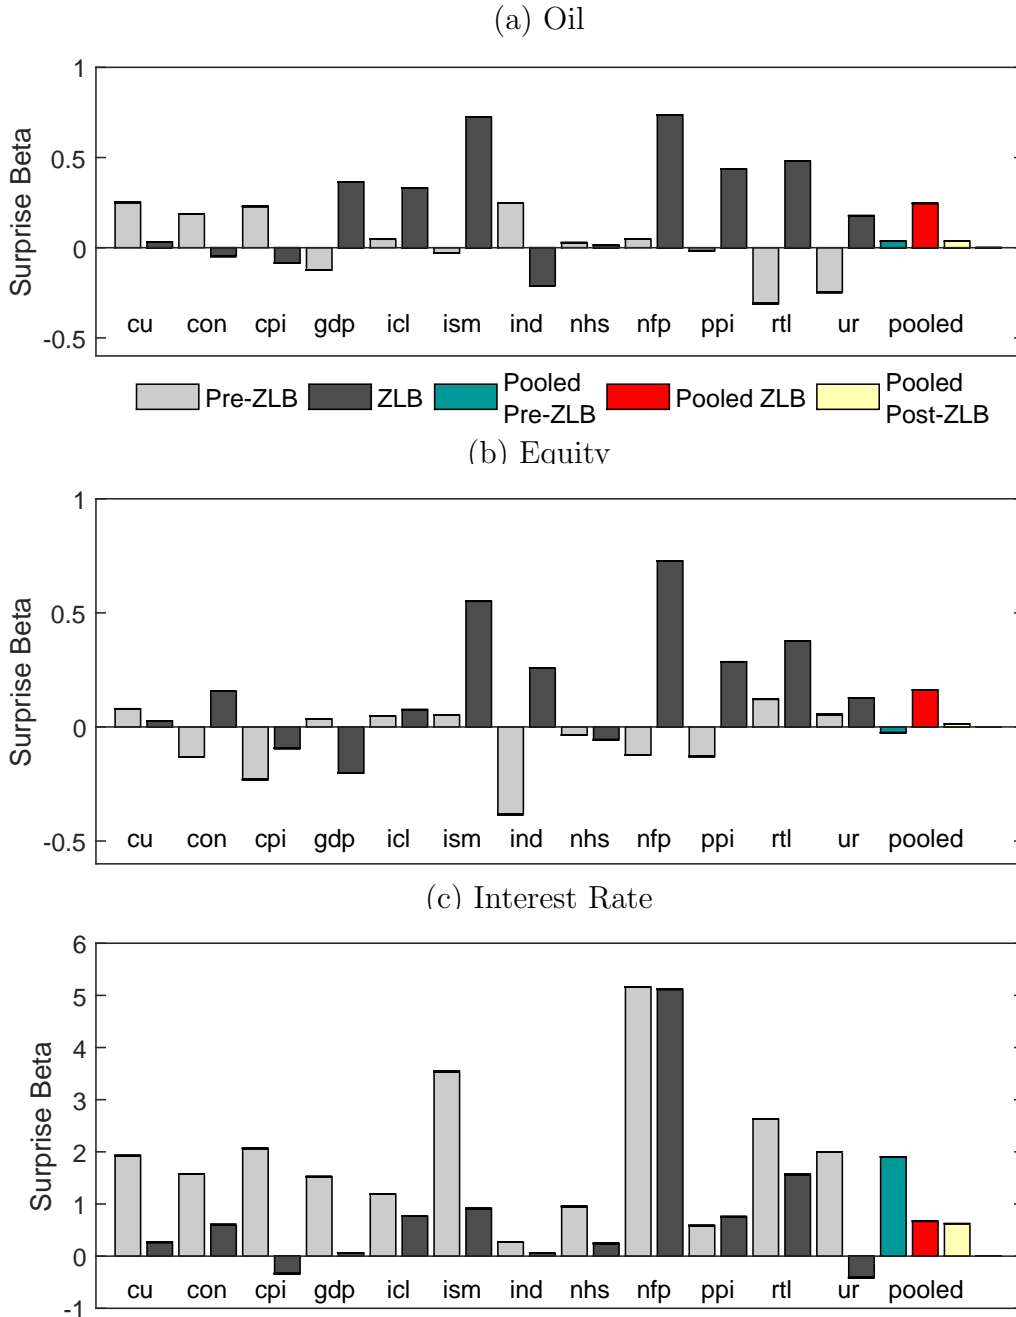 (a) Oil
1
0.5
0
-0.5
Surprise Beta
cu con cpi gdp icl ism ind nhs nfp ppi rtl ur pooled
Pre-ZLB ZLB Pooled Pre-ZLB Pooled ZLB Pooled Post-ZLB
(b) Equity
1
0.5
0
-0.5
Surprise Beta
cu con cpi gdp icl ism ind nhs nfp ppi rtl ur pooled
(c) Interest Rate
6
5
4
3
2
1
0
-1
Surprise Beta
cu con cpi gdp icl ism ind nhs nfp ppi rtl ur pooled